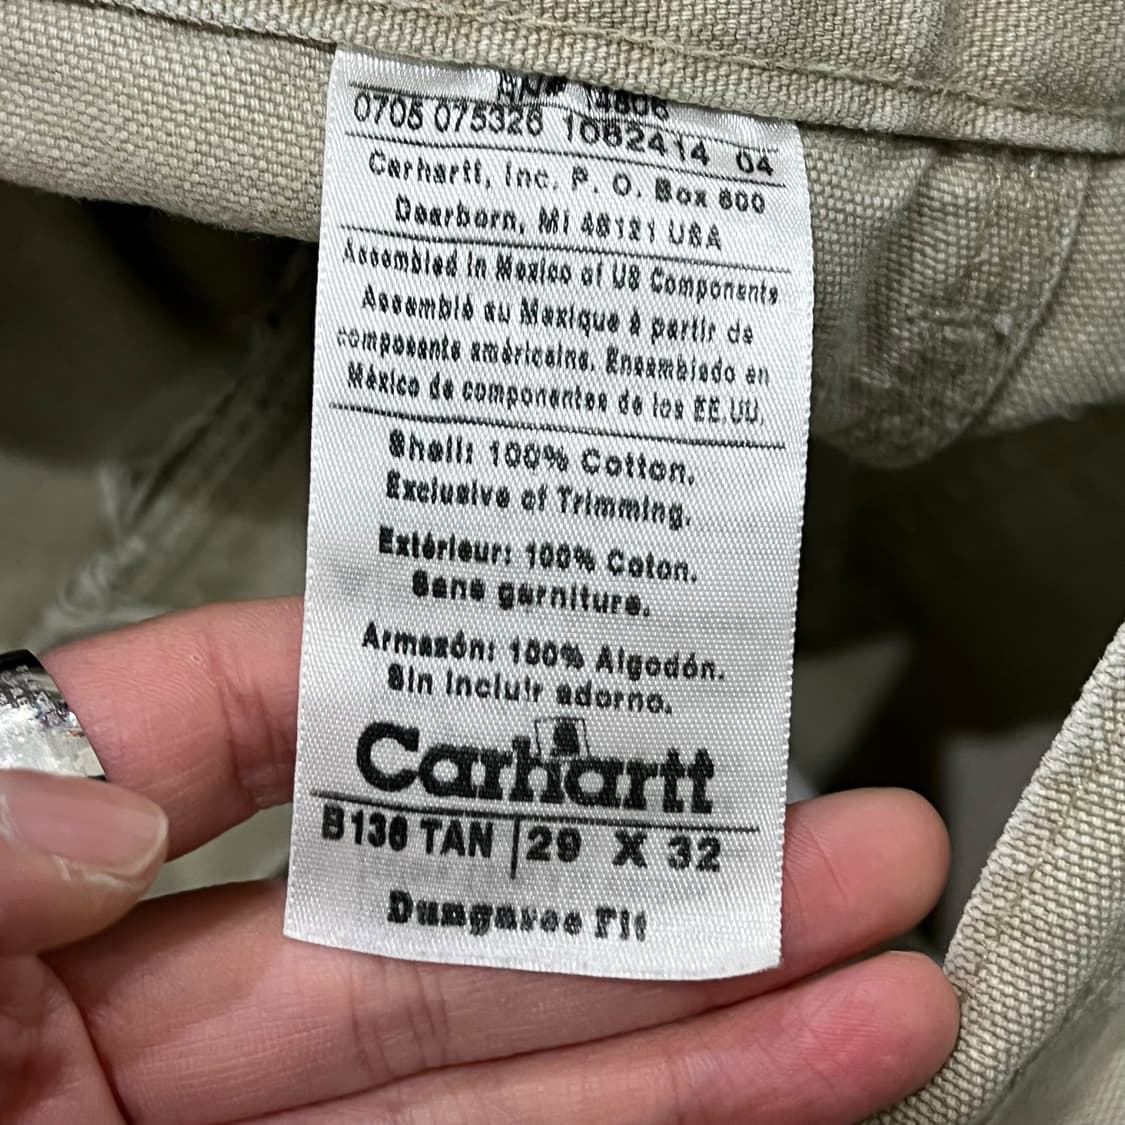 RN# 14806
0705 075326 1062414 04
Carhartt, Inc. P. O. Box 600
Dearborn, MI 48121 USA
Assembled in Mexico of US Components
Assemblé au Mexique à partir de
composants américains. Ensamblado en
México de componentes de los EE.UU.
Shell: 100% Cotton.
Exclusive of Trimming.
Extérieur: 100% Coton.
Sans garniture.
Armazón: 100% Algodón.
Sin incluir adorno.
Carhartt
B136 TAN 29 X 32
Dungaree Fit